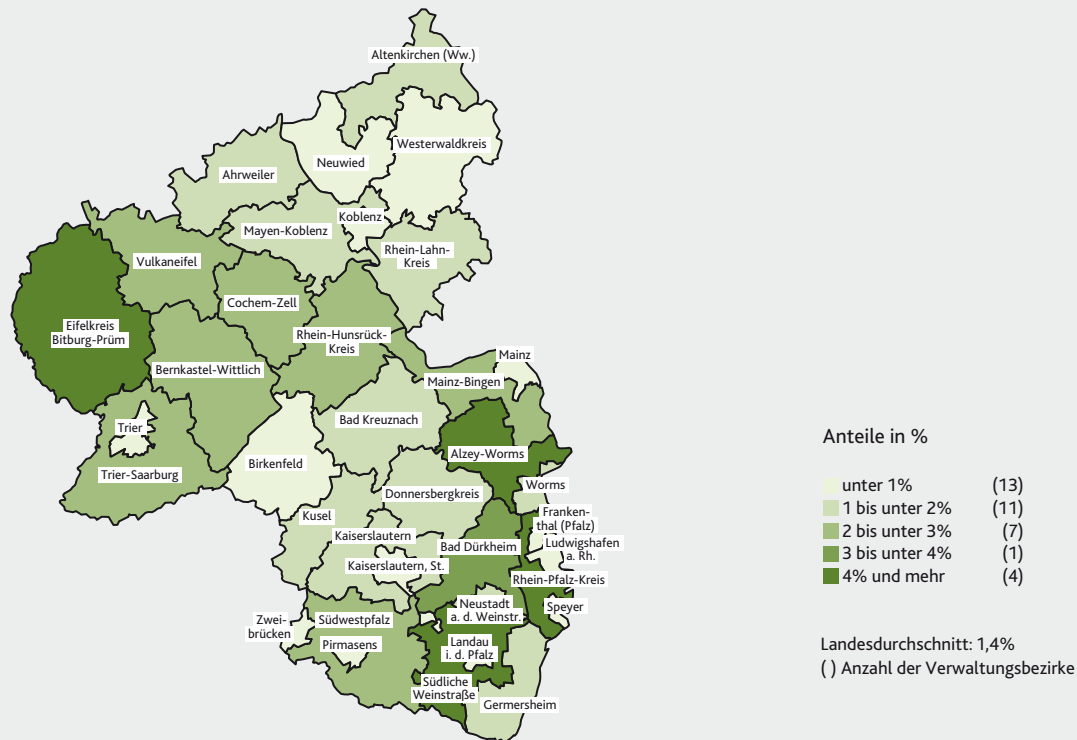 Altenkirchen (Ww.)
Neuwied
Westerwaldkreis
Ahrweiler
Koblenz
Mayen-Koblenz
Rhein-Lahn-
Kreis
Vulkaneifel
Cochem-Zell
Eifelkreis
Bitburg-Prüm
Rhein-Hunsrück-
Kreis
Mainz
Bernkastel-Wittlich
Mainz-Bingen
Bad Kreuznach
Trier
Alzey-Worms
Birkenfeld
Trier-Saarburg
Worms
Donnersbergkreis
Kusel
Franken-
thal (Pfalz)
Kaiserslautern
Bad Dürkheim
Ludwigshafen
a. Rh.
Kaiserslautern, St.
Rhein-Pfalz-Kreis
Neustadt
a. d. Weinstr.
Speyer
Zwei-
brücken
Südwestpfalz
Pirmasens
Landau
i. d. Pfalz
Südliche
Weinstraße
Germersheim
Anteile in %
unter 1% (13)
1 bis unter 2% (11)
2 bis unter 3% (7)
3 bis unter 4% (1)
4% und mehr (4)
Landesdurchschnitt: 1,4%
( ) Anzahl der Verwaltungsbezirke